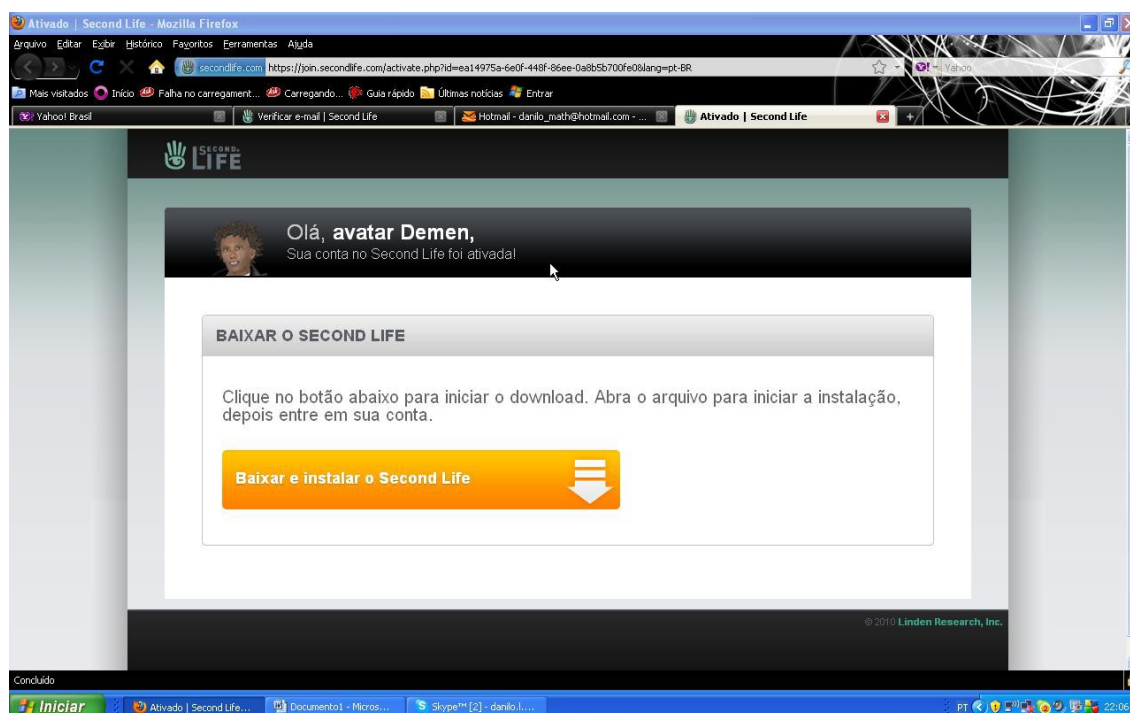 Ativado | Second Life - Mozilla Firefox
Arquivo Editar Exibir Histórico Favoritos Ferramentas Ajuda
secondlife.com https://join.secondlife.com/activate.php?id=ea14975a-6e0f-448f-86ee-0a8b5b700fe0&lang=pt-BR Yahoo
Mais visitados Início Falha no carregament... Carregando... Guia rápido Últimas notícias Entrar
Yahoo! Brasil Verificar e-mail | Second Life Hotmail - danilo_math@hotmail.com - ... Ativado | Second Life
SECOND LIFE
Olá, avatar Demen,
Sua conta no Second Life foi ativada!
BAIXAR O SECOND LIFE
Clique no botão abaixo para iniciar o download. Abra o arquivo para iniciar a instalação,
depois entre em sua conta.
Baixar e instalar o Second Life
© 2010 Linden Research, Inc.
Concluído
Iniciar Ativado | Second Life... Documento1 - Micros... Skype™ [2] - danilo.l.... PT 22:06